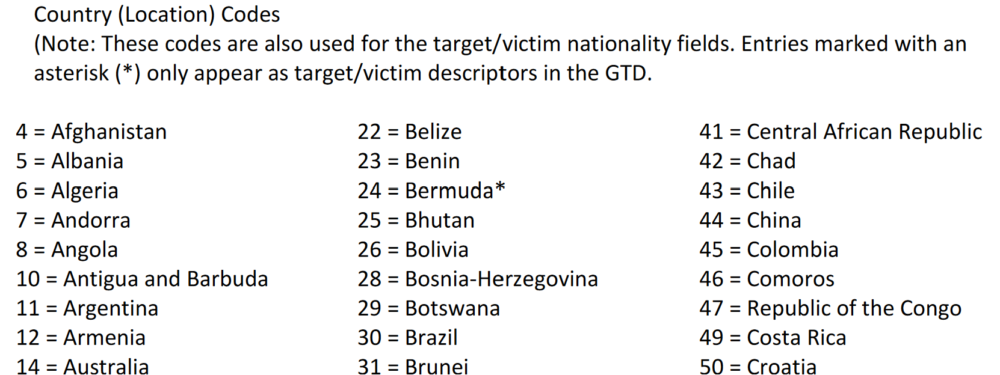 Country (Location) Codes
(Note: These codes are also used for the target/victim nationality fields. Entries marked with an
asterisk (*) only appear as target/victim descriptors in the GTD.
4 = Afghanistan
5 = Albania
6 = Algeria
7 = Andorra
8 = Angola
10 = Antigua and Barbuda
11 = Argentina
12 = Armenia
14 = Australia
22 = Belize
23 = Benin
24 = Bermuda*
25 = Bhutan
26 = Bolivia
28 = Bosnia-Herzegovina
29 = Botswana
30 = Brazil
31 = Brunei
41 = Central African Republic
42 = Chad
43 = Chile
44 = China
45 = Colombia
46 = Comoros
47 = Republic of the Congo
49 = Costa Rica
50 = Croatia